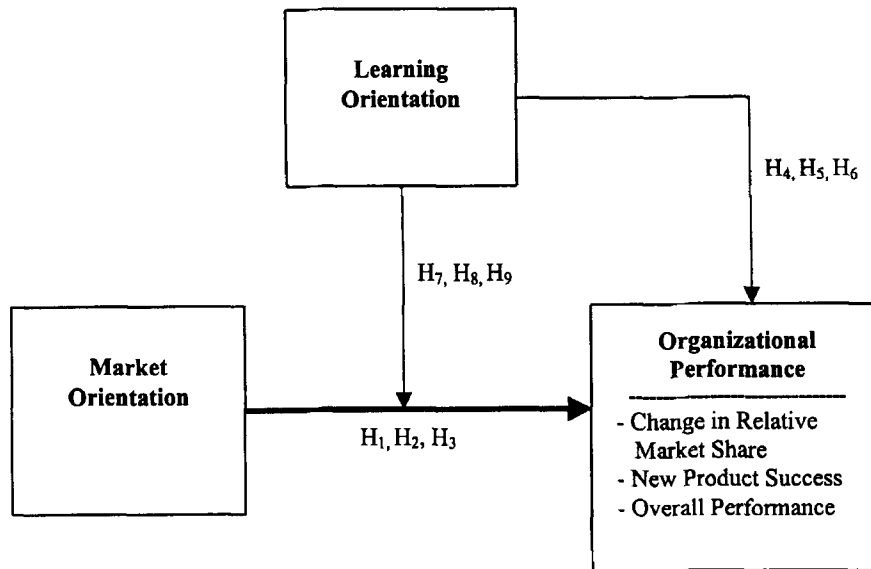 Learning
Orientation
H₄, H₅, H₆
H₇, H₈, H₉
Market
Orientation
H₁, H₂, H₃
Organizational
Performance
- Change in Relative
Market Share
- New Product Success
- Overall Performance